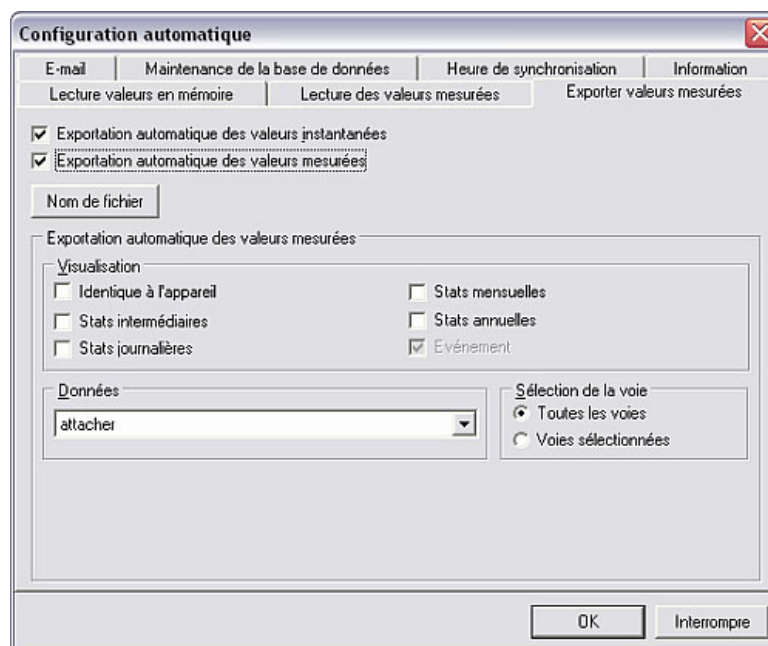 Configuration automatique
E-mail
Maintenance de la base de données
Heure de synchronisation
Information
Lecture valeurs en mémoire
Lecture des valeurs mesurées
Exporter valeurs mesurées
Exportation automatique des valeurs instantanées
Exportation automatique des valeurs mesurées
Nom de fichier
Exportation automatique des valeurs mesurées
Visualisation
Identique à l'appareil
Stats mensuelles
Stats intermédiaires
Stats annuelles
Stats journalières
Evénement
Données
Sélection de la voie
attacher
Toutes les voies
Voies sélectionnées
OK
Interrompre